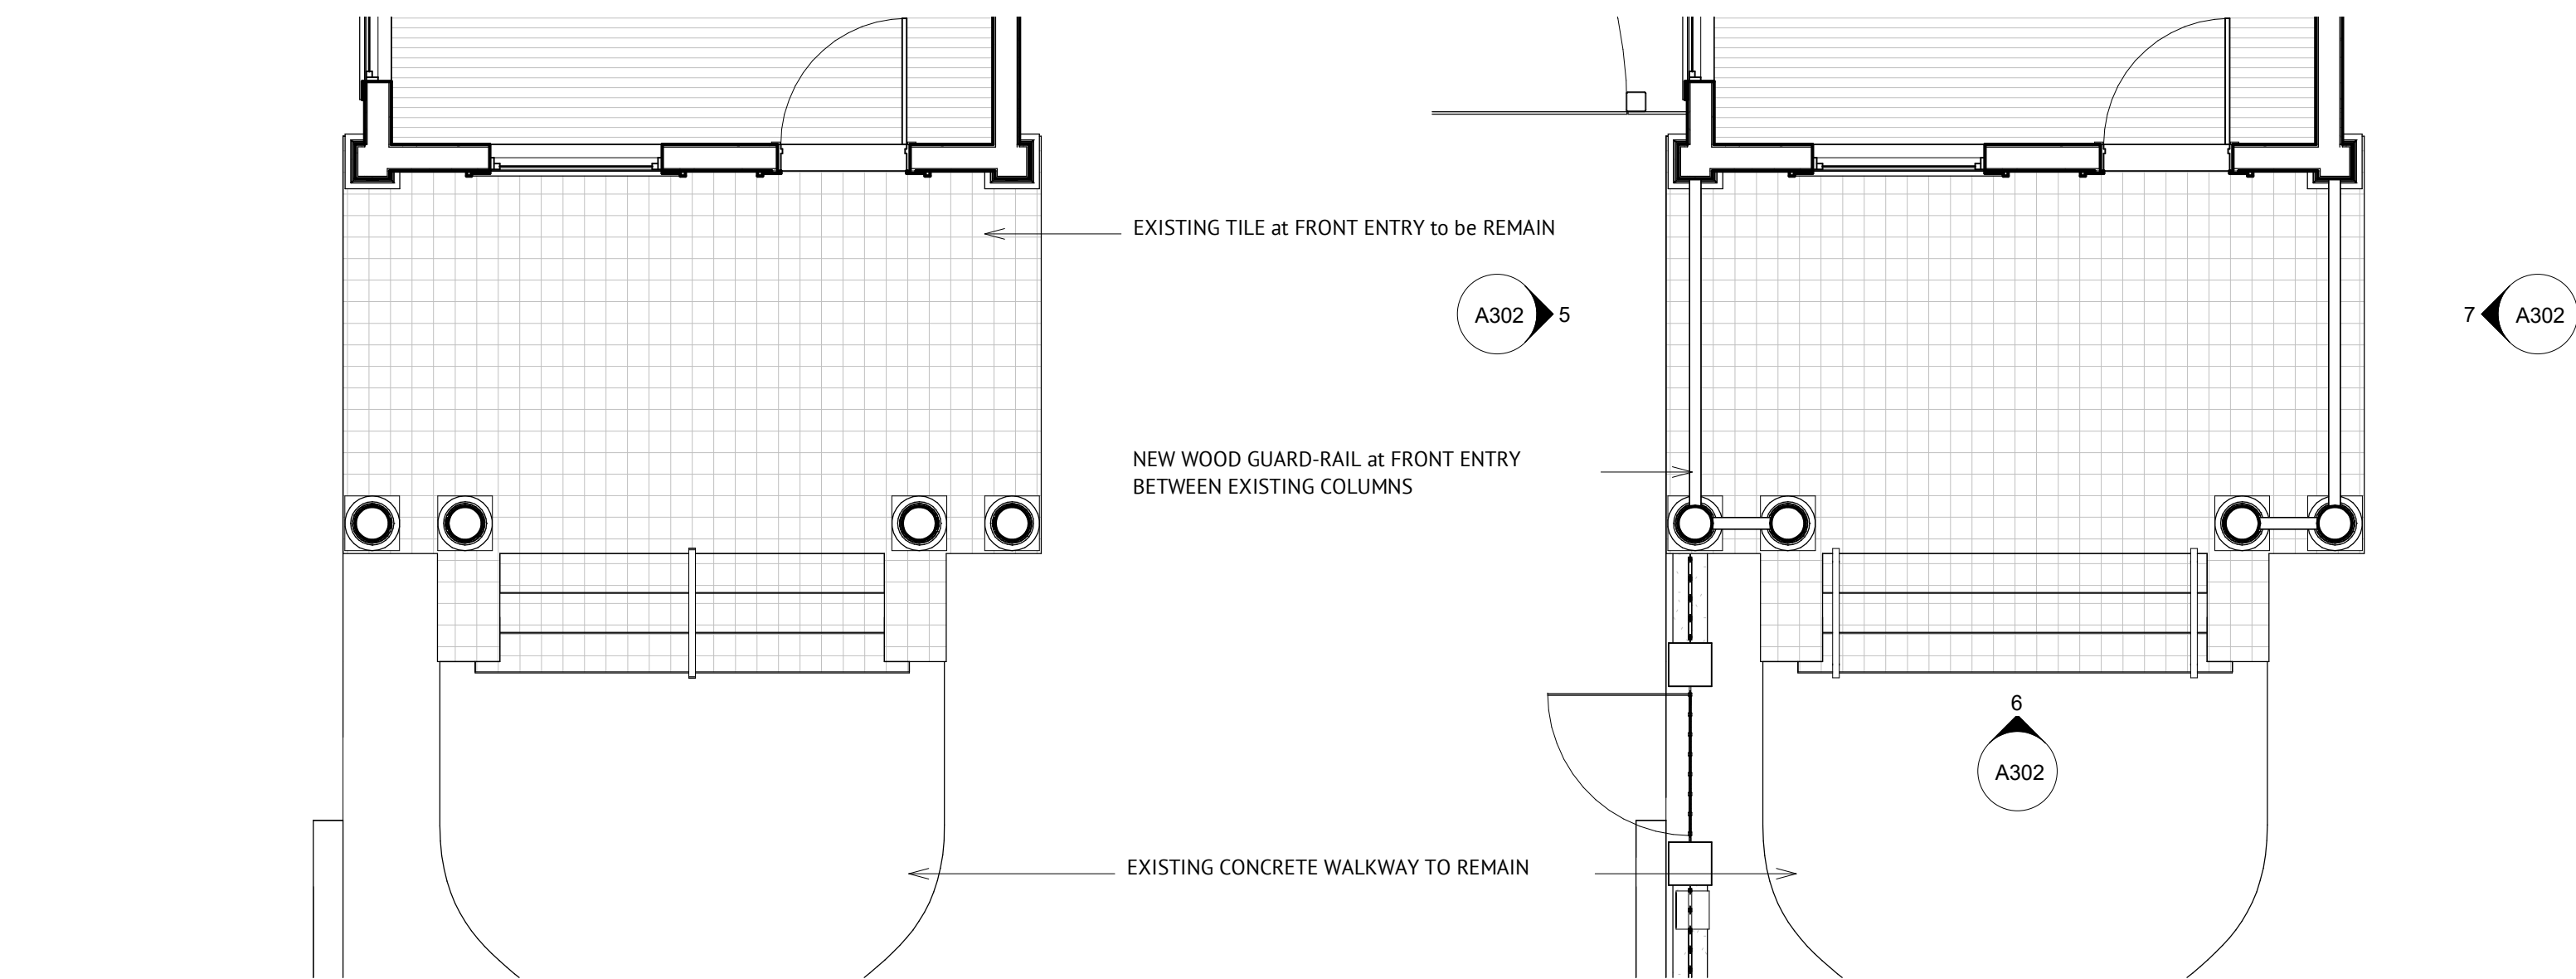 EXISTING TILE at FRONT ENTRY to be REMAIN
A302 5
7 A302
NEW WOOD GUARD-RAIL at FRONT ENTRY
BETWEEN EXISTING COLUMNS
6
A302
EXISTING CONCRETE WALKWAY TO REMAIN